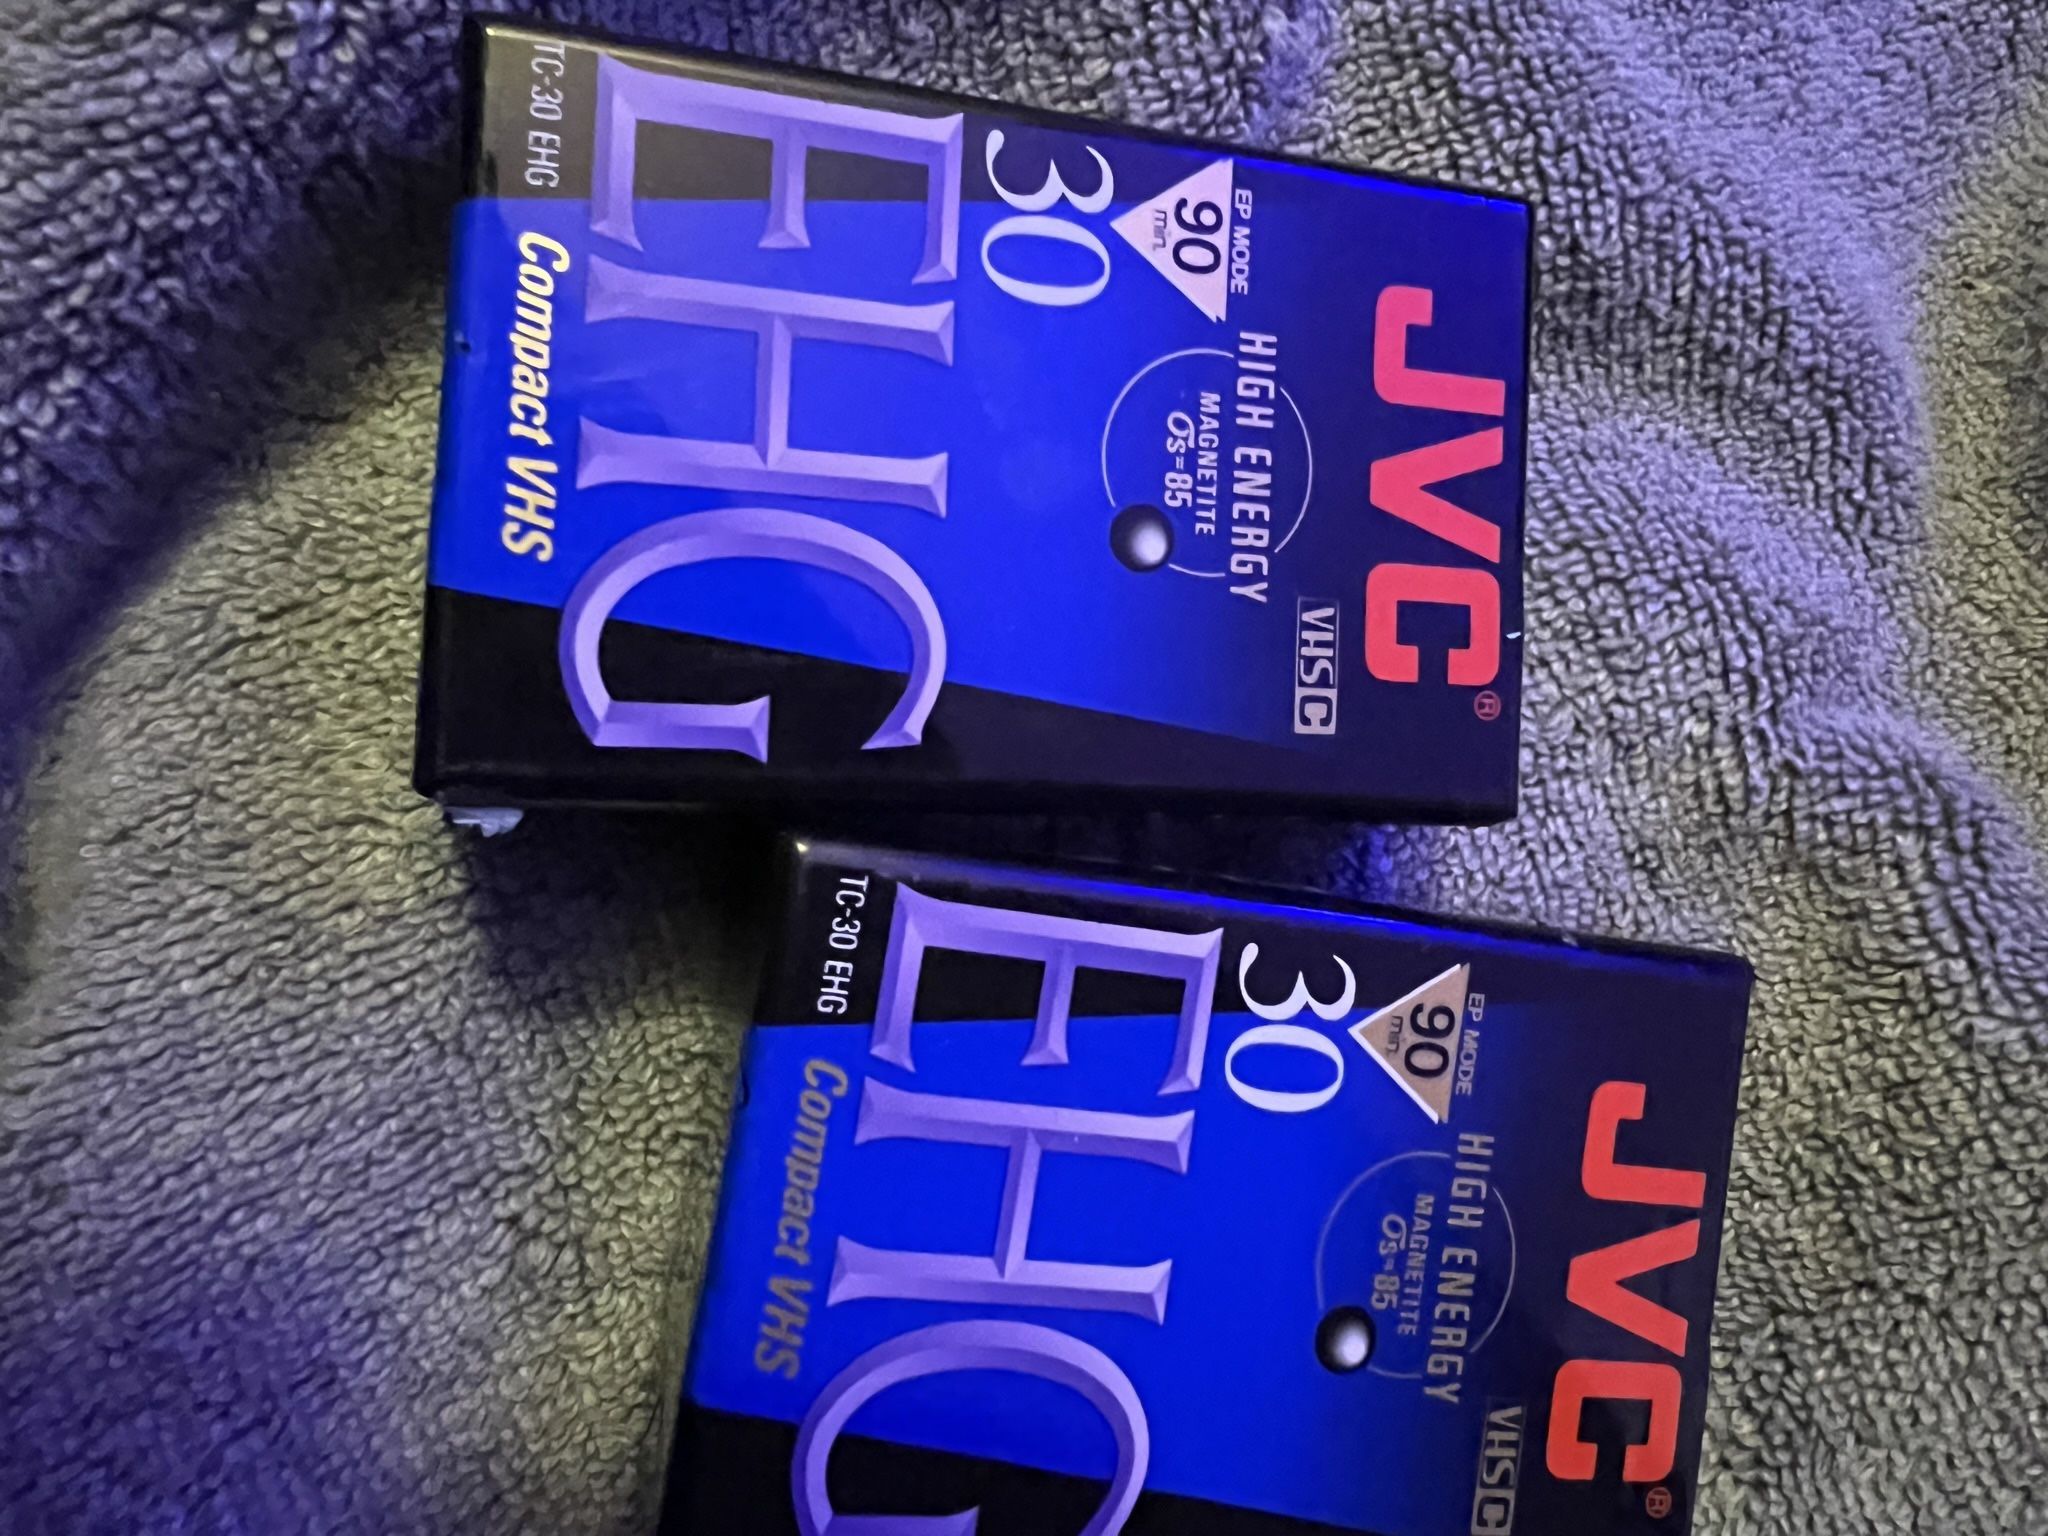 JVC®
VHSC
HIGH ENERGY
MAGNETITE
σs=85
EP MODE
90
min.
30
EHG
TC-30 EHG
Compact VHS
JVC®
VHSC
HIGH ENERGY
MAGNETITE
σs=85
EP MODE
90
min.
30
EHG
TC-30 EHG
Compact VHS